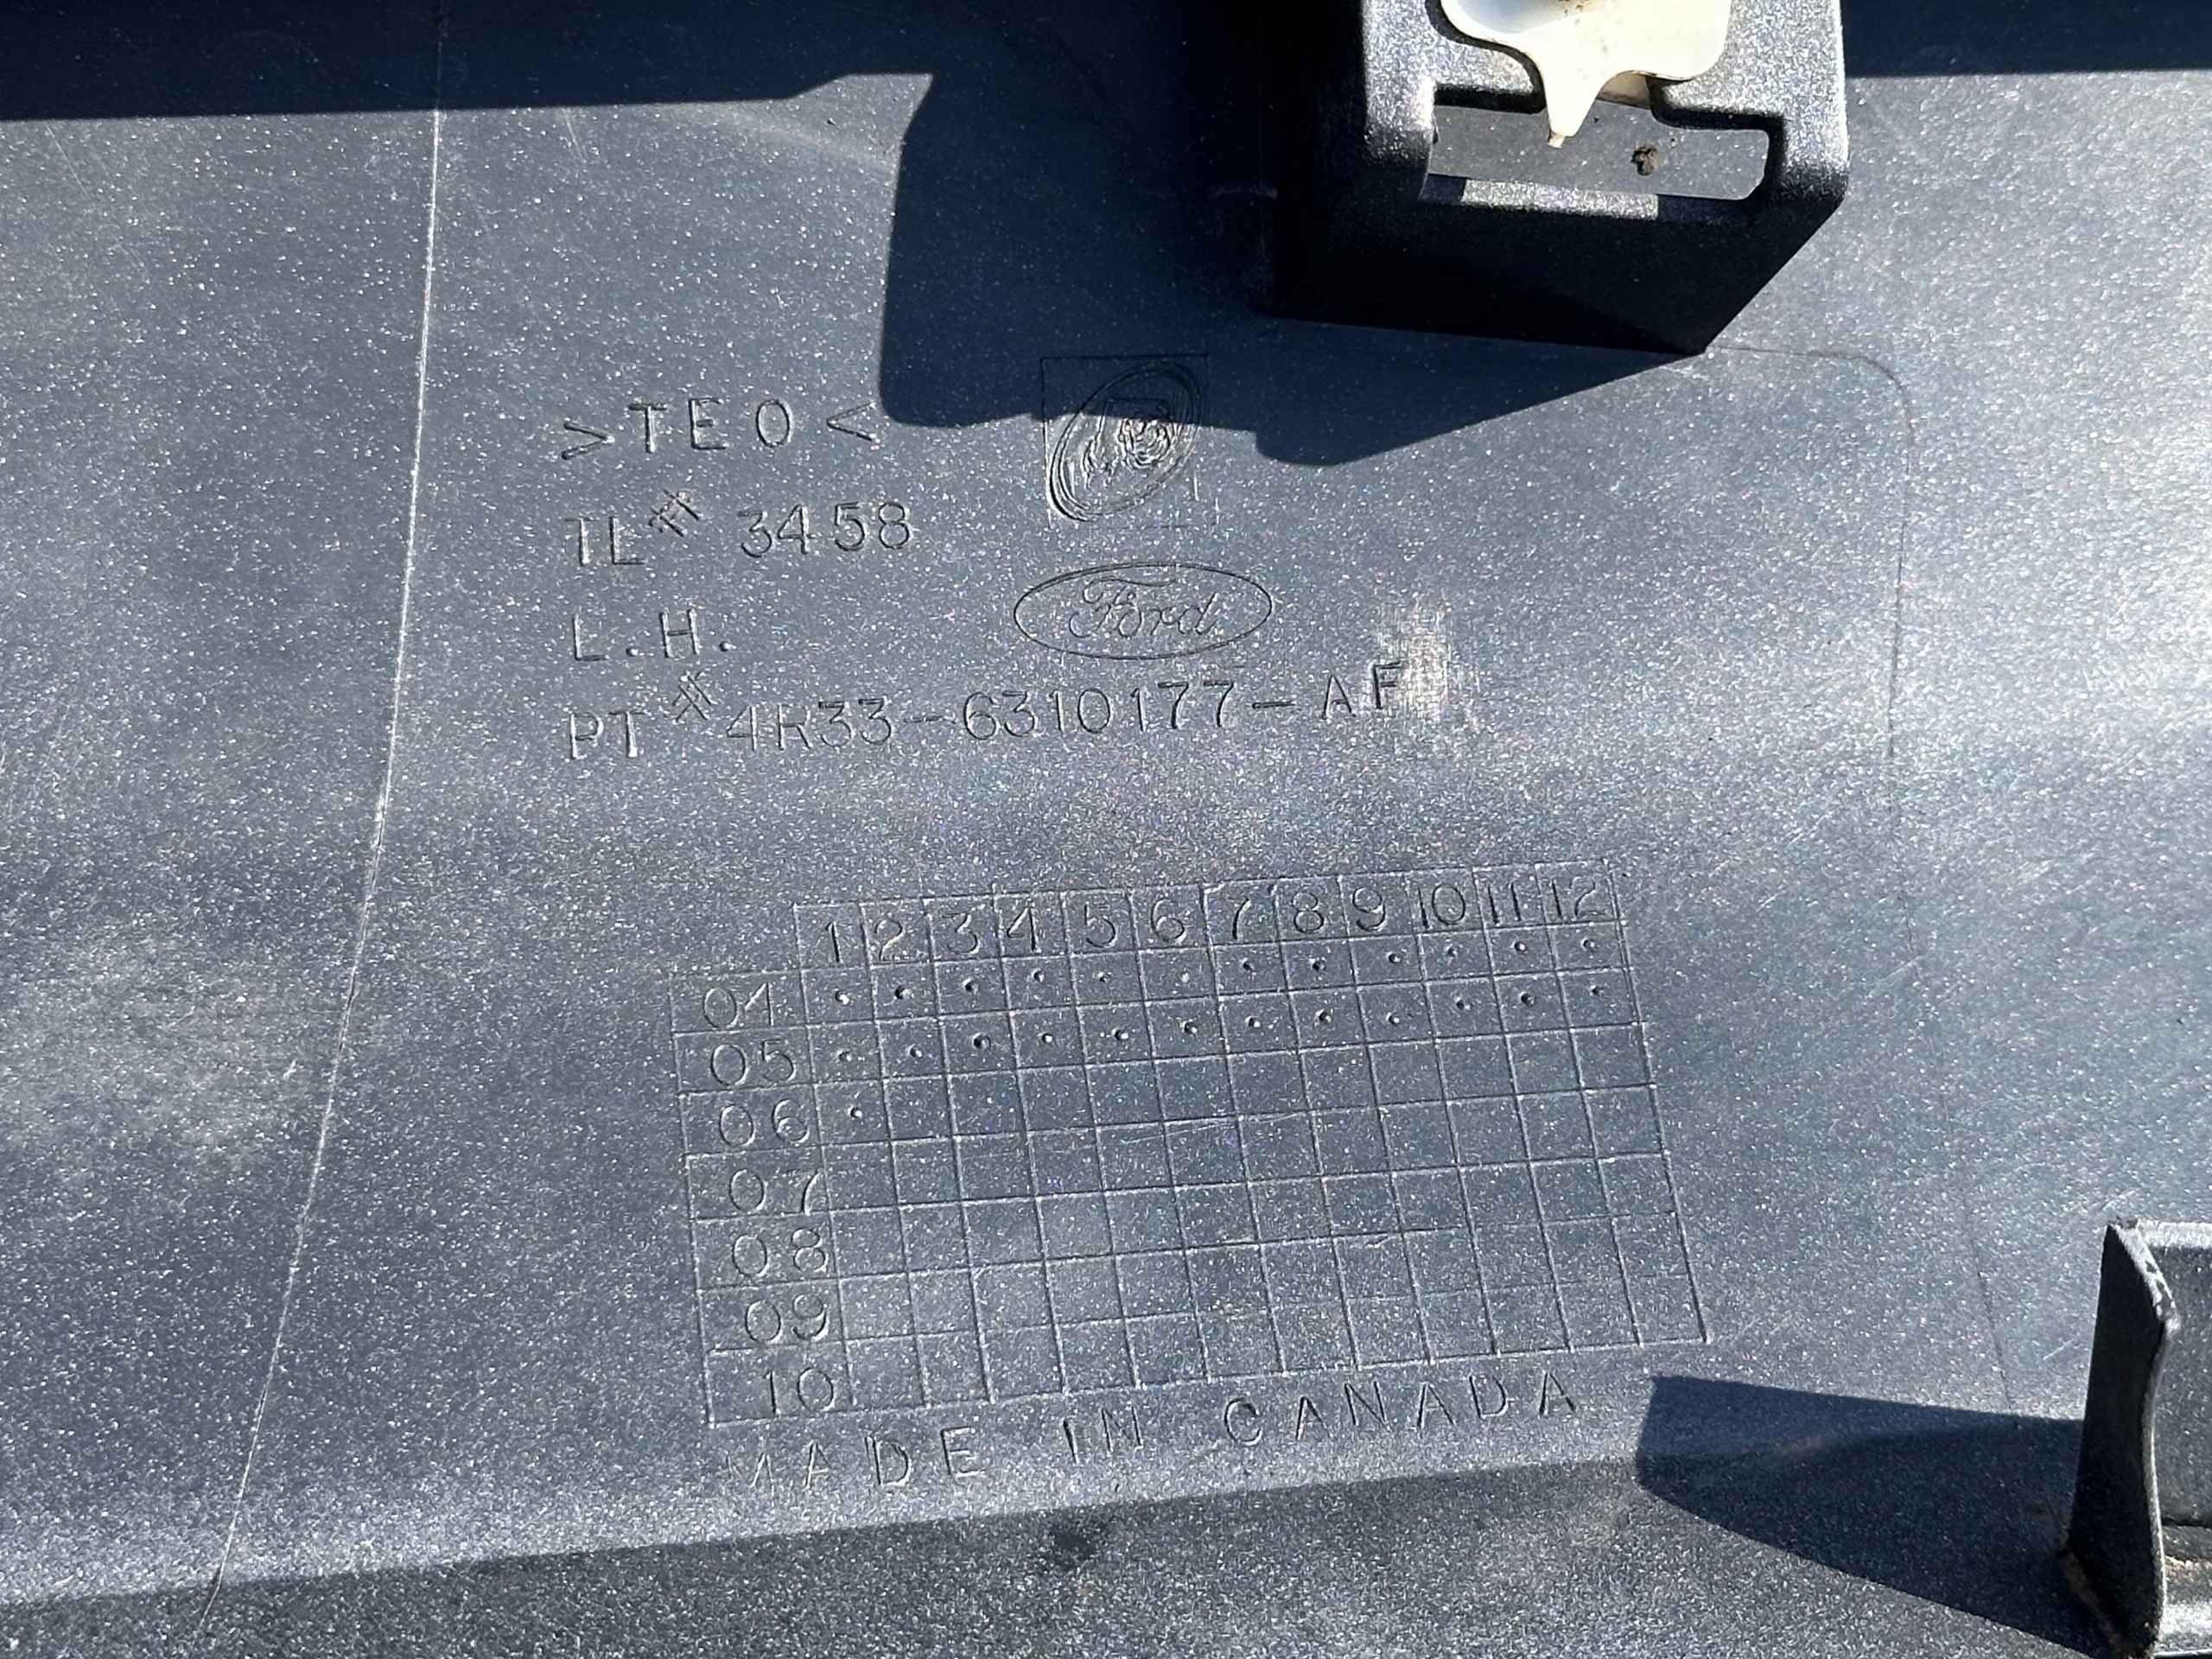 >TEO<
TL# 3458
L.H.
Ford
PT# 4R33-6310177-AF
1 2 3 4 5 6 7 8 9 10 11 12
04
05
06
07
08
09
10
MADE IN CANADA